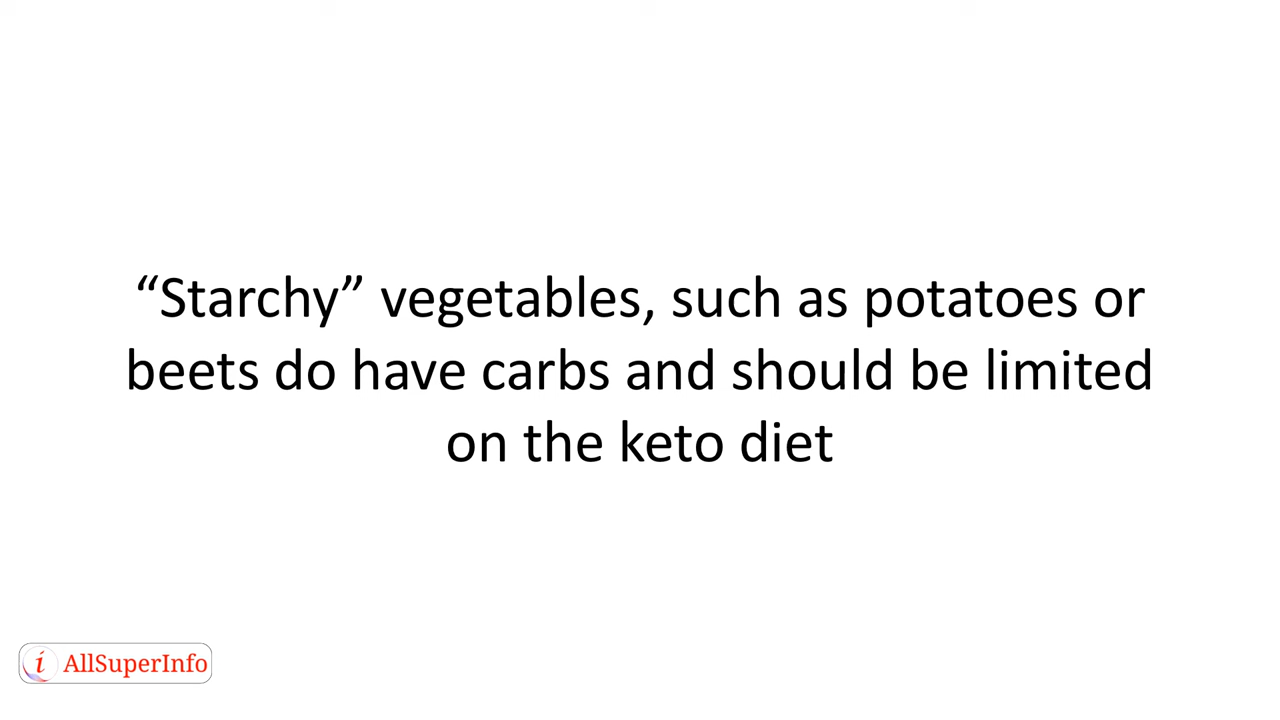 “Starchy” vegetables, such as potatoes or
beets do have carbs and should be limited
on the keto diet
i AllSuperInfo